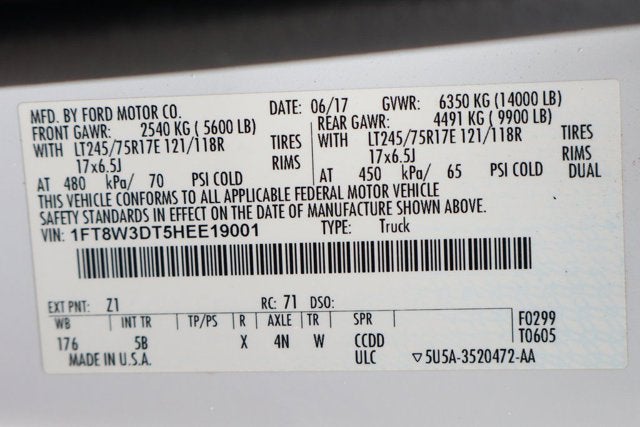 MFD. BY FORD MOTOR CO. DATE: 06/17 GVWR: 6350 KG (14000 LB)
FRONT GAWR: 2540 KG ( 5600 LB) REAR GAWR: 4491 KG ( 9900 LB)
WITH LT245/75R17E 121/118R TIRES WITH LT245/75R17E 121/118R TIRES
17x6.5J RIMS 17x6.5J RIMS
AT 480 kPa/ 70 PSI COLD AT 450 kPa/ 65 PSI COLD DUAL
THIS VEHICLE CONFORMS TO ALL APPLICABLE FEDERAL MOTOR VEHICLE
SAFETY STANDARDS IN EFFECT ON THE DATE OF MANUFACTURE SHOWN ABOVE.
VIN: 1FT8W3DT5HEE19001 TYPE: Truck
EXT PNT: Z1 RC: 71 DSO:
WB INT TR TP/PS R AXLE TR SPR F0299
176 5B X 4N W CCDD T0605
MADE IN U.S.A. ULC ▽5U5A-3520472-AA